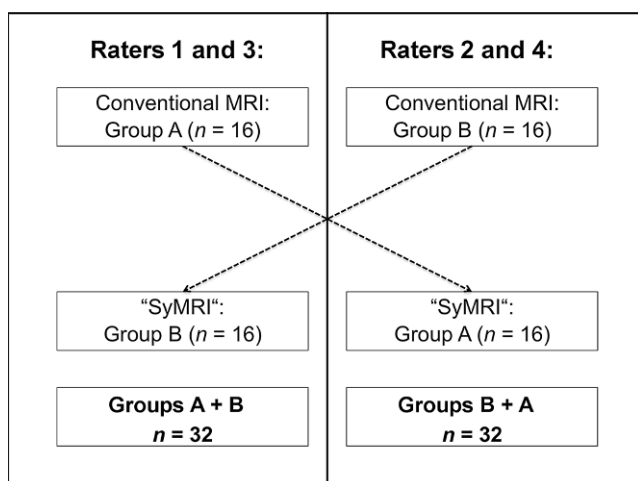 Raters 1 and 3:
Conventional MRI:
Group A (n = 16)
“SyMRI“:
Group B (n = 16)
Groups A + B
n = 32
Raters 2 and 4:
Conventional MRI:
Group B (n = 16)
“SyMRI“:
Group A (n = 16)
Groups B + A
n = 32